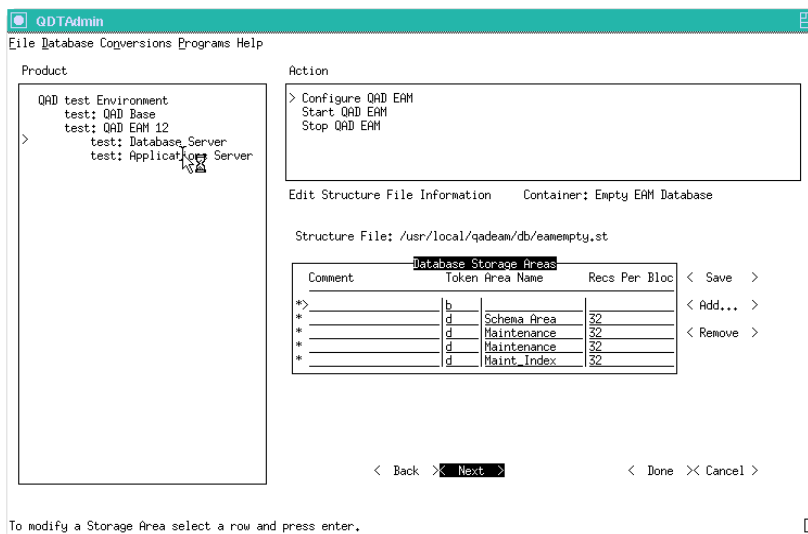 QDTAdmin
File Database Conversions Programs Help
Product
QAD test Environment
test: QAD Base
test: QAD EAM 12
> test: Database Server
test: Applications Server
Action
> Configure QAD EAM
Start QAD EAM
Stop QAD EAM
Edit Structure File Information Container: Empty EAM Database
Structure File: /usr/local/qadeam/db/eamempty.st
Database Storage Areas
Comment Token Area Name Recs Per Bloc
*> b
* d Schema Area 32
* d Maintenance 32
* d Maintenance 32
* d Maint_Index 32
< Save >
< Add... >
< Remove >
< Back >< Next > < Done >< Cancel >
To modify a Storage Area select a row and press enter.